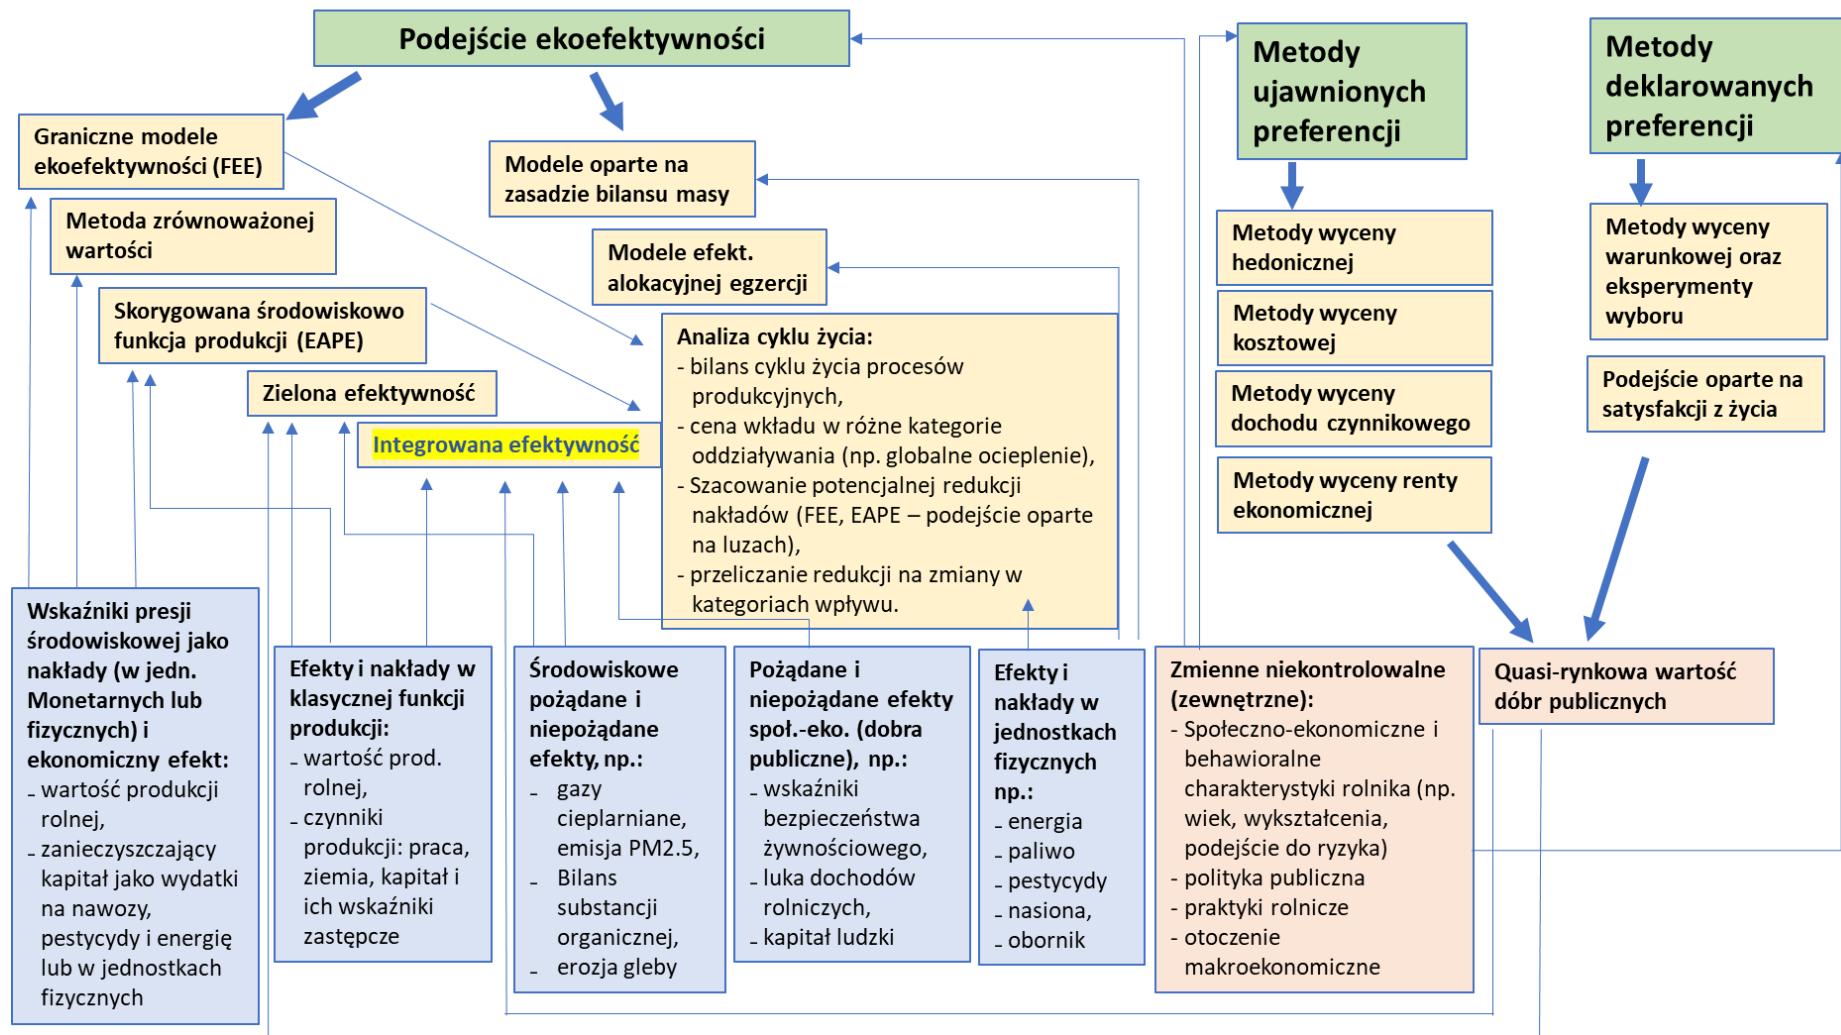 Podejście ekoefektywności
Metody
ujawnionych
preferencji
Metody
deklarowanych
preferencji
Graniczne modele
ekoefektywności (FEE)
Modele oparte na
zasadzie bilansu masy
Metoda zrównoważonej
wartości
Modele efekt.
alokacyjnej egzercji
Skorygowana środowiskowo
funkcja produkcji (EAPE)
Zielona efektywność
Integrowana efektywność
Analiza cyklu życia:
- bilans cyklu życia procesów
produkcyjnych,
- cena wkładu w różne kategorie
oddziaływania (np. globalne ocieplenie),
- Szacowanie potencjalnej redukcji
nakładów (FEE, EAPE – podejście oparte
na luzach),
- przeliczanie redukcji na zmiany w
kategoriach wpływu.
Metody wyceny
hedonicznej
Metody wyceny
kosztowej
Metody wyceny
dochodu czynnikowego
Metody wyceny renty
ekonomicznej
Metody wyceny
warunkowej oraz
eksperymenty
wyboru
Podejście oparte na
satysfakcji z życia
Wskaźniki presji
środowiskowej jako
nakłady (w jedn.
Monetarnych lub
fizycznych) i
ekonomiczny efekt:
- wartość produkcji
rolnej,
- zanieczyszczający
kapitał jako wydatki
na nawozy,
pestycydy i energię
lub w jednostkach
fizycznych
Efekty i nakłady w
klasycznej funkcji
produkcji:
- wartość prod.
rolnej,
- czynniki
produkcji: praca,
ziemia, kapitał i
ich wskaźniki
zastępcze
Środowiskowe
pożądane i
niepożądane
efekty, np.:
- gazy
cieplarniane,
emisja PM2.5,
- Bilans
substancji
organicznej,
- erozja gleby
Pożądane i
niepożądane efekty
społ.-eko. (dobra
publiczne), np.:
- wskaźniki
bezpieczeństwa
żywnościowego,
- luka dochodów
rolniczych,
- kapitał ludzki
Efekty i
nakłady w
jednostkach
fizycznych
np.:
- energia
- paliwo
- pestycydy
- nasiona,
- obornik
Zmienne niekontrolowalne
(zewnętrzne):
- Społeczno-ekonomiczne i
behawioralne
charakterystyki rolnika (np.
wiek, wykształcenia,
podejście do ryzyka)
- polityka publiczna
- praktyki rolnicze
- otoczenie
makroekonomiczne
Quasi-rynkowa wartość
dóbr publicznych